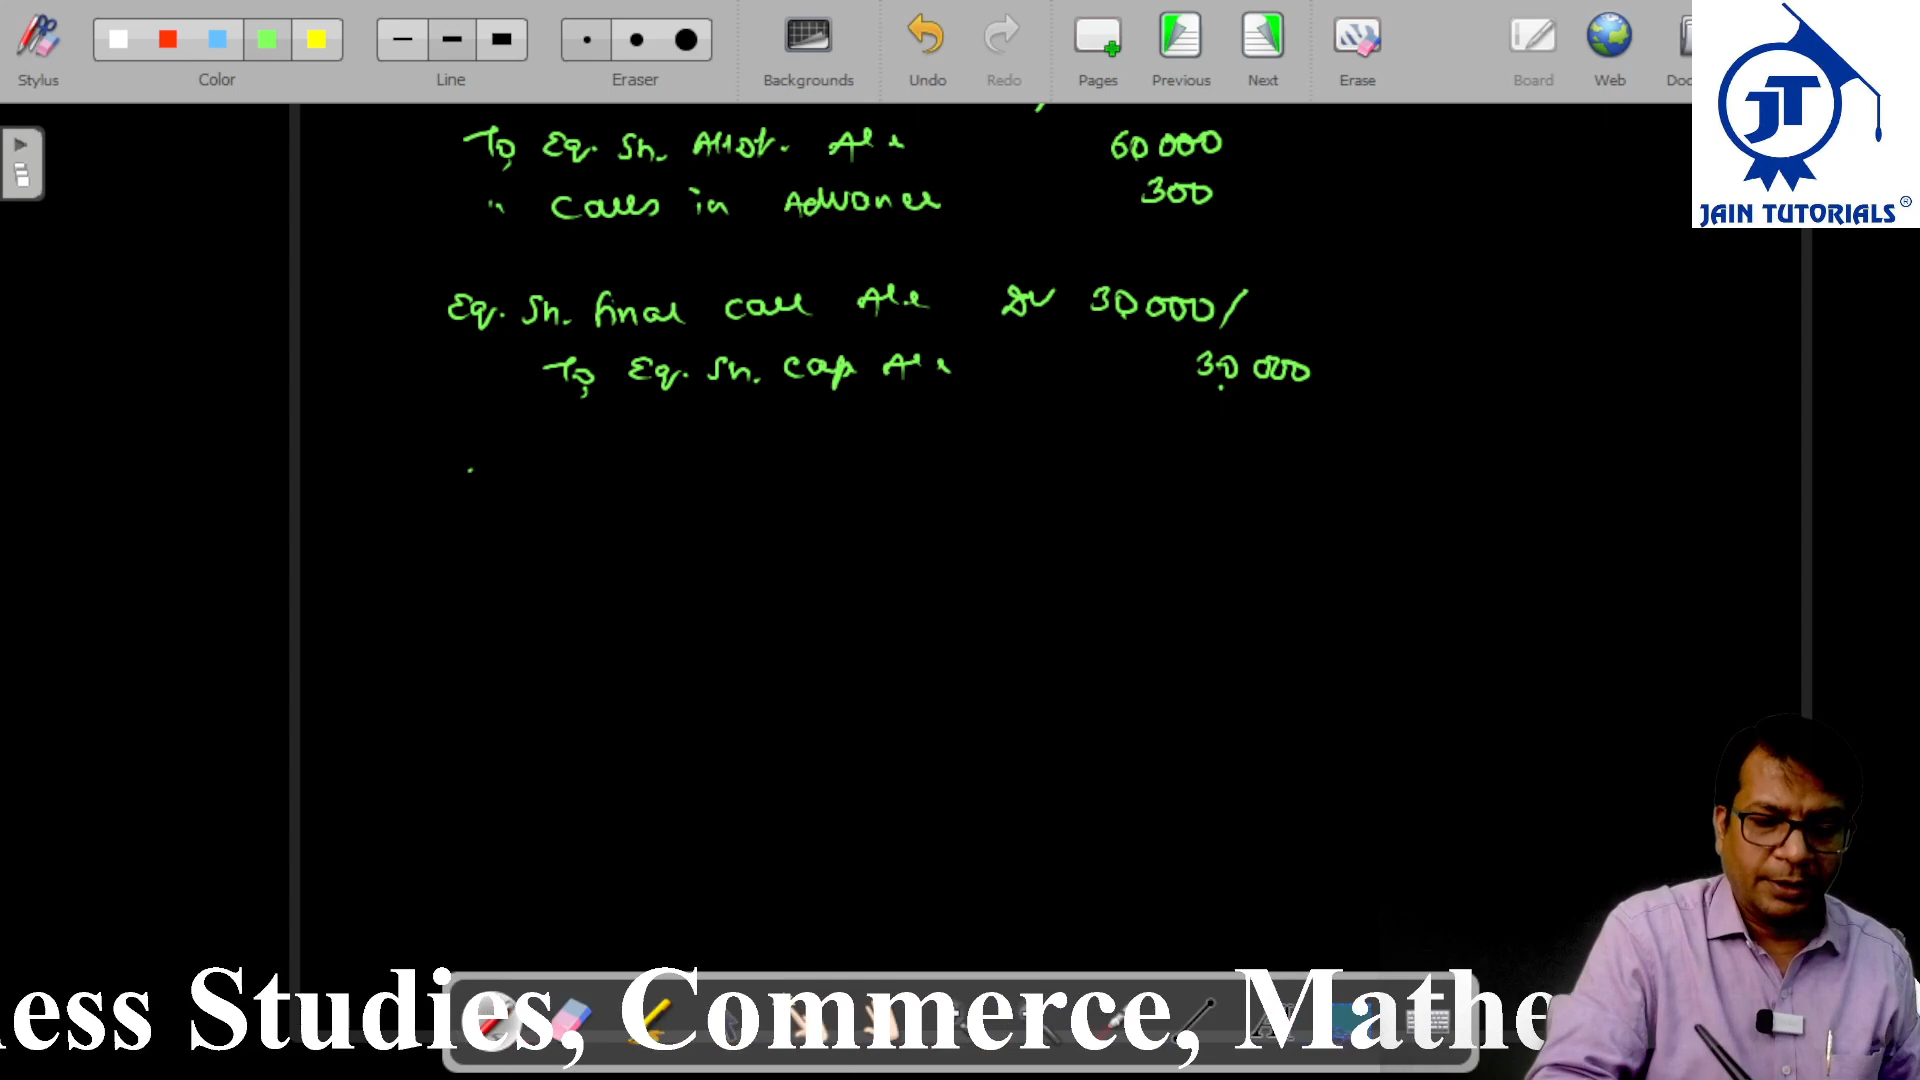 Stylus
Color
Line
Eraser
Backgrounds
Undo
Redo
Pages
Previous
Next
Erase
Board
Web
Doc
JT
JAIN TUTORIALS®
To Eq. Sh. Allot. A/c 60000
" Calls in Advance 300
Eq. Sh. final call A/c Dr 30000/
To Eq. Sh. Cap A/c 30000
ess Studies, Commerce, Mathe